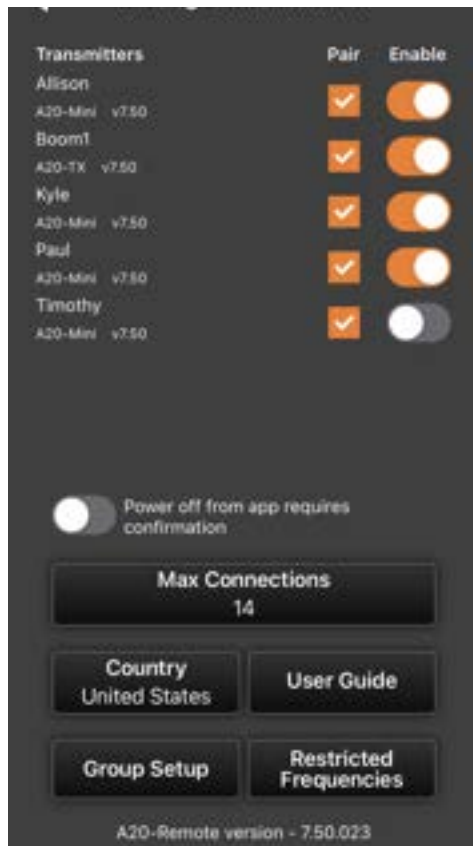 Transmitters Pair Enable
Allison
A20-Mini v7.50
Boom1
A20-TX v7.50
Kyle
A20-Mini v7.50
Paul
A20-Mini v7.50
Timothy
A20-Mini v7.50
Power off from app requires
confirmation
Max Connections
14
Country
United States
User Guide
Group Setup
Restricted
Frequencies
A20-Remote version - 7.50.023